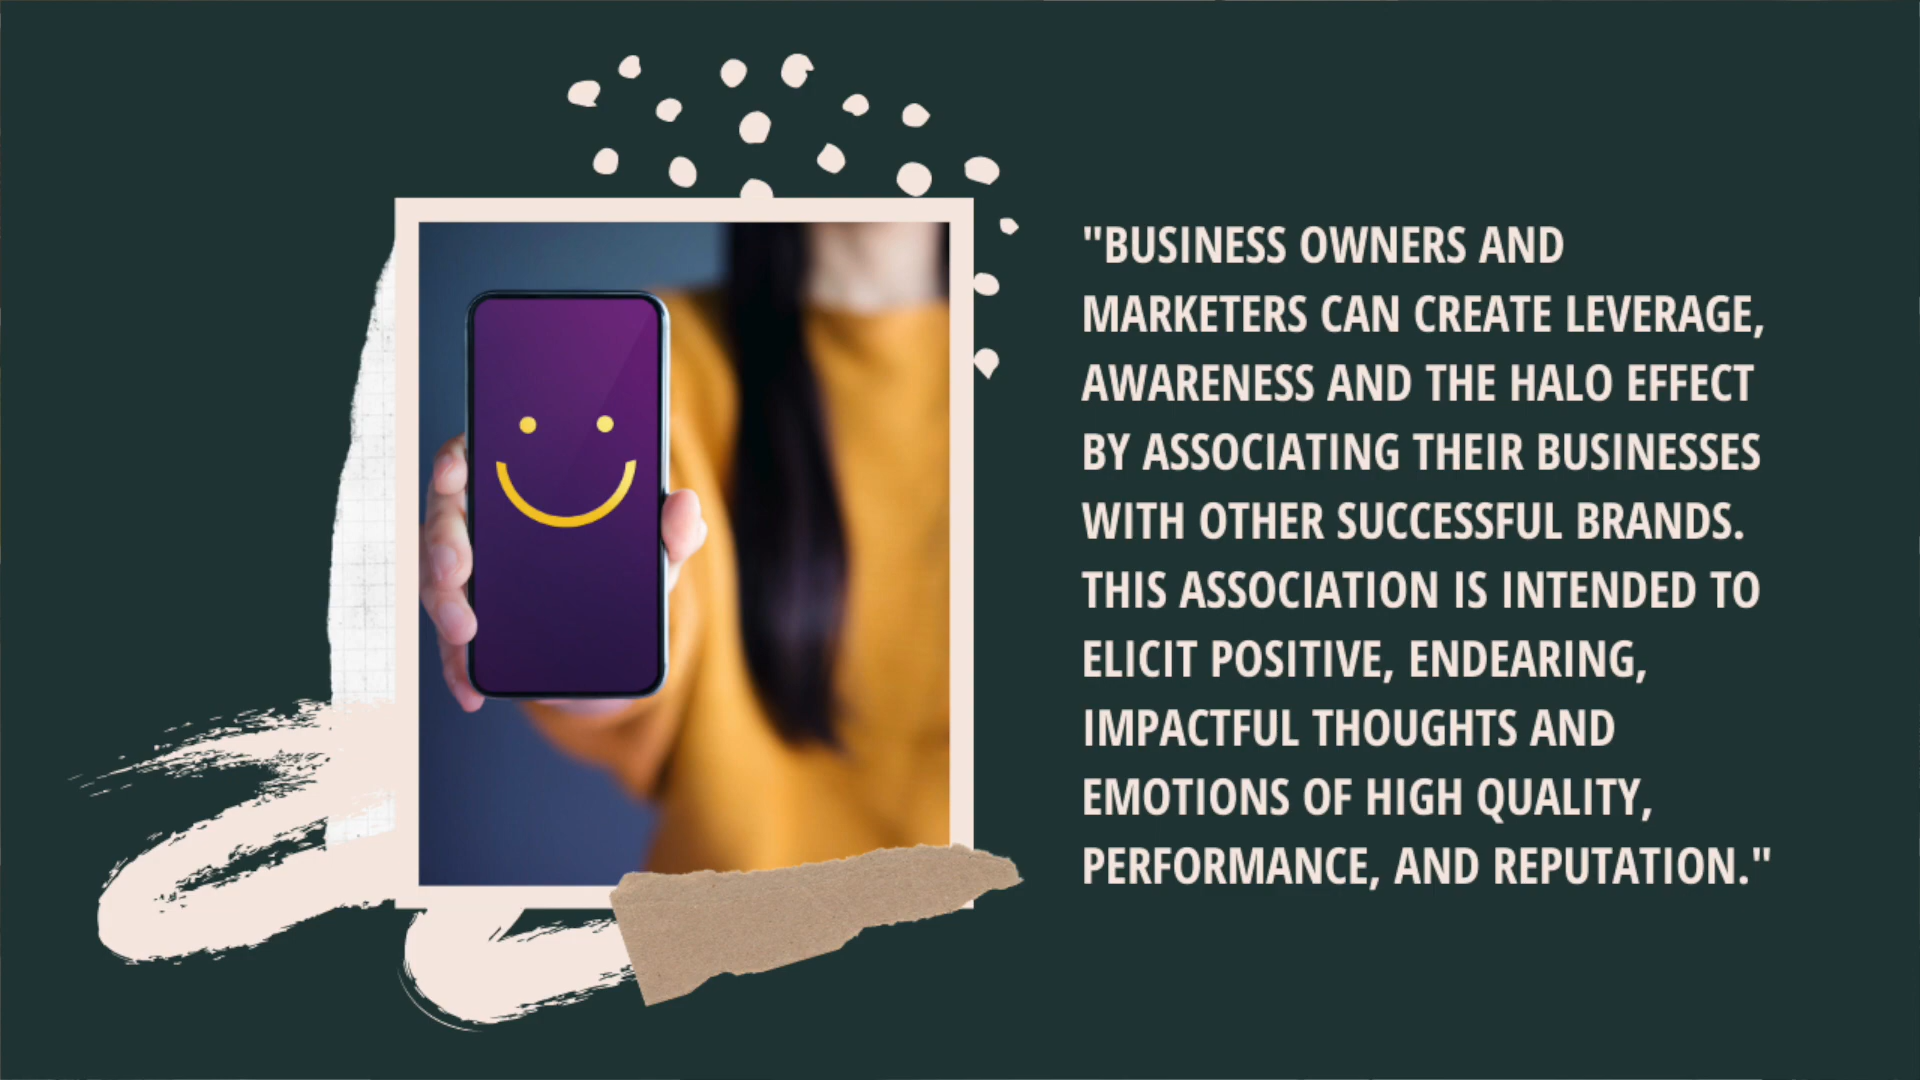 "BUSINESS OWNERS AND
MARKETERS CAN CREATE LEVERAGE,
AWARENESS AND THE HALO EFFECT
BY ASSOCIATING THEIR BUSINESSES
WITH OTHER SUCCESSFUL BRANDS.
THIS ASSOCIATION IS INTENDED TO
ELICIT POSITIVE, ENDEARING,
IMPACTFUL THOUGHTS AND
EMOTIONS OF HIGH QUALITY,
PERFORMANCE, AND REPUTATION."